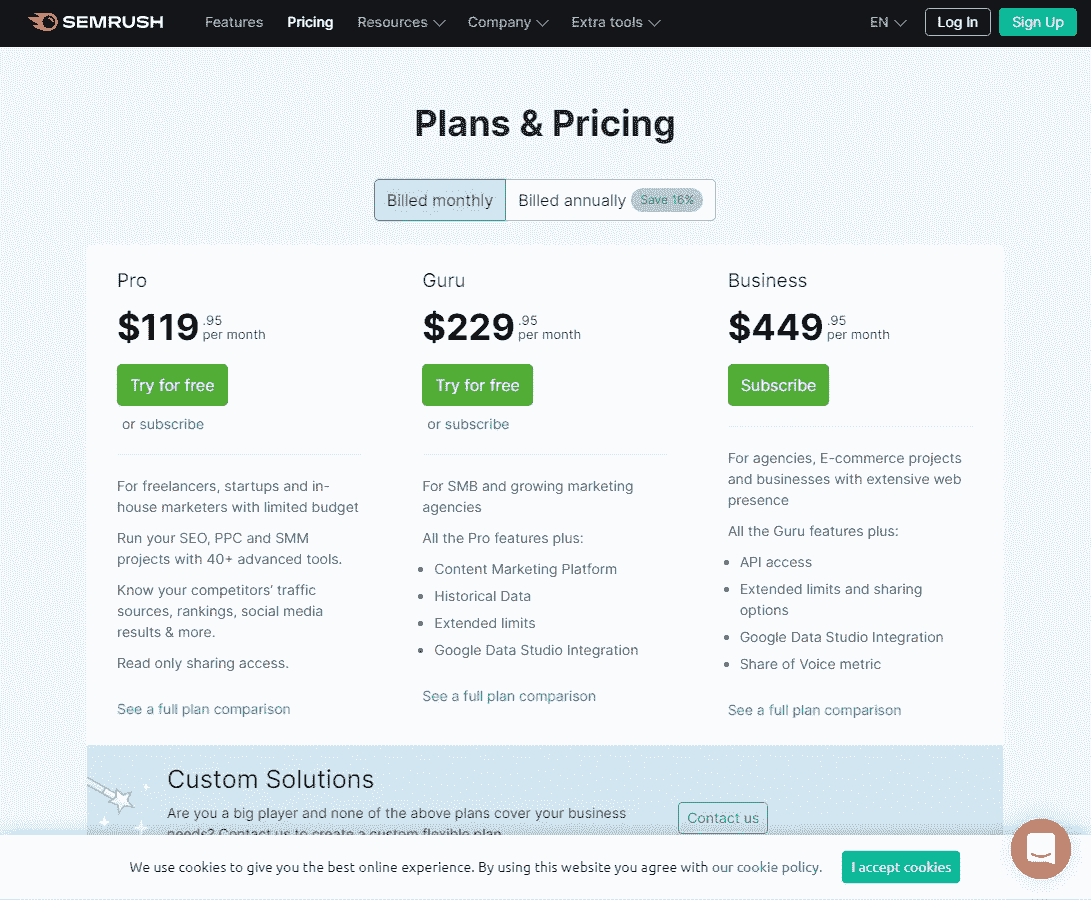 SEMRUSH Features Pricing Resources Company Extra tools EN Log In Sign Up
Plans & Pricing
Billed monthly Billed annually Save 16%
Pro
$119 .95
per month
Try for free
or subscribe
For freelancers, startups and in-
house marketers with limited budget
Run your SEO, PPC and SMM
projects with 40+ advanced tools.
Know your competitors' traffic
sources, rankings, social media
results & more.
Read only sharing access.
See a full plan comparison
Guru
$229 .95
per month
Try for free
or subscribe
For SMB and growing marketing
agencies
All the Pro features plus:
Content Marketing Platform
Historical Data
Extended limits
Google Data Studio Integration
See a full plan comparison
Business
$449 .95
per month
Subscribe
For agencies, E-commerce projects
and businesses with extensive web
presence
All the Guru features plus:
API access
Extended limits and sharing
options
Google Data Studio Integration
Share of Voice metric
See a full plan comparison
Custom Solutions
Are you a big player and none of the above plans cover your business
needs? Contact us to create a custom flexible plan
Contact us
We use cookies to give you the best online experience. By using this website you agree with our cookie policy.
I accept cookies